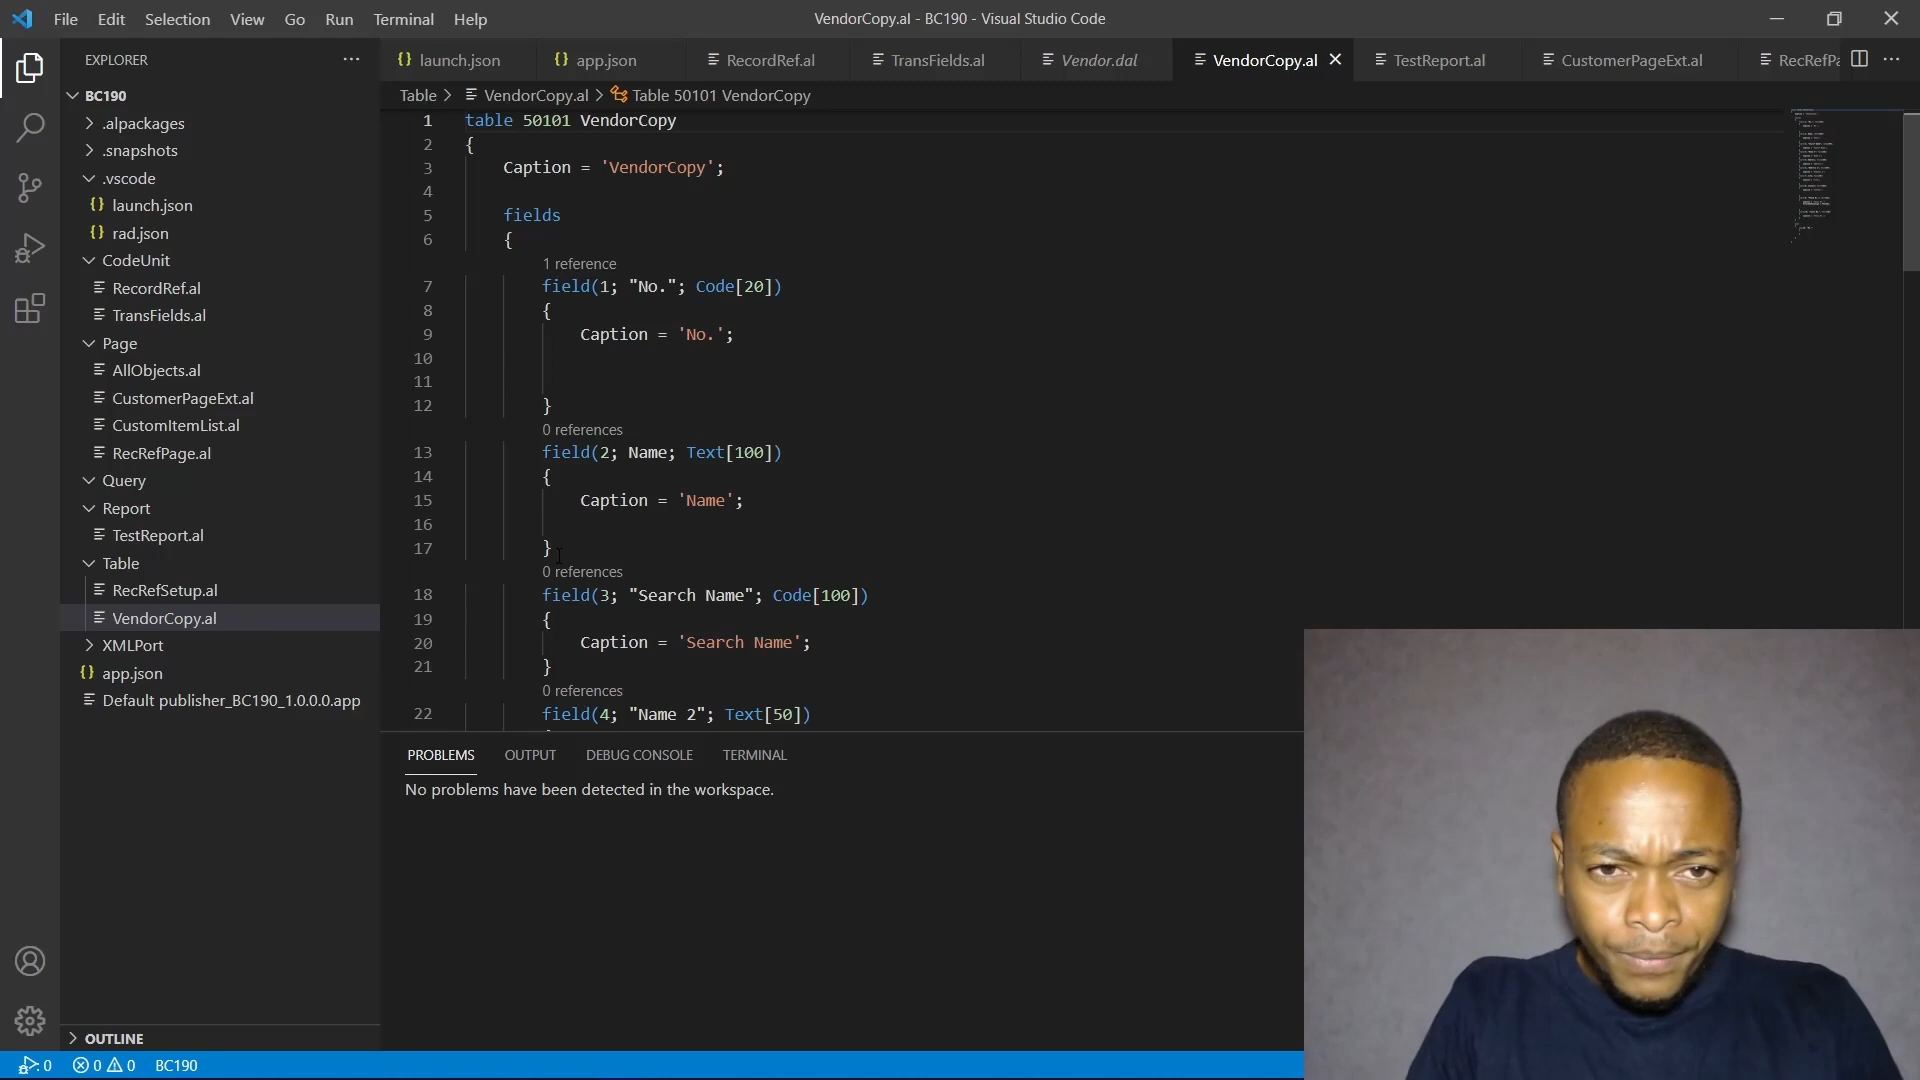 File Edit Selection View Go Run Terminal Help
VendorCopy.al - BC190 - Visual Studio Code
EXPLORER
launch.json app.json RecordRef.al TransFields.al Vendor.dal VendorCopy.al TestReport.al CustomerPageExt.al RecRefPa
Table VendorCopy.al Table 50101 VendorCopy
BC190
.alpackages
.snapshots
.vscode
launch.json
rad.json
CodeUnit
RecordRef.al
TransFields.al
Page
AllObjects.al
CustomerPageExt.al
CustomItemList.al
RecRefPage.al
Query
Report
TestReport.al
Table
RecRefSetup.al
VendorCopy.al
XMLPort
app.json
Default publisher_BC190_1.0.0.0.app
OUTLINE
1 table 50101 VendorCopy
2 {
3 Caption = 'VendorCopy';
4
5 fields
6 {
1 reference
7 field(1; "No."; Code[20])
8 {
9 Caption = 'No.';
10
11
12 }
0 references
13 field(2; Name; Text[100])
14 {
15 Caption = 'Name';
16
17 }
0 references
18 field(3; "Search Name"; Code[100])
19 {
20 Caption = 'Search Name';
21 }
0 references
22 field(4; "Name 2"; Text[50])
PROBLEMS OUTPUT DEBUG CONSOLE TERMINAL
No problems have been detected in the workspace.
: 0 0 0 BC190